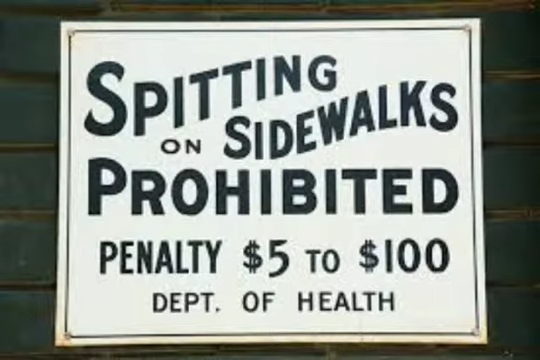 SPITTING
ON SIDEWALKS
PROHIBITED
PENALTY $5 TO $100
DEPT. OF HEALTH